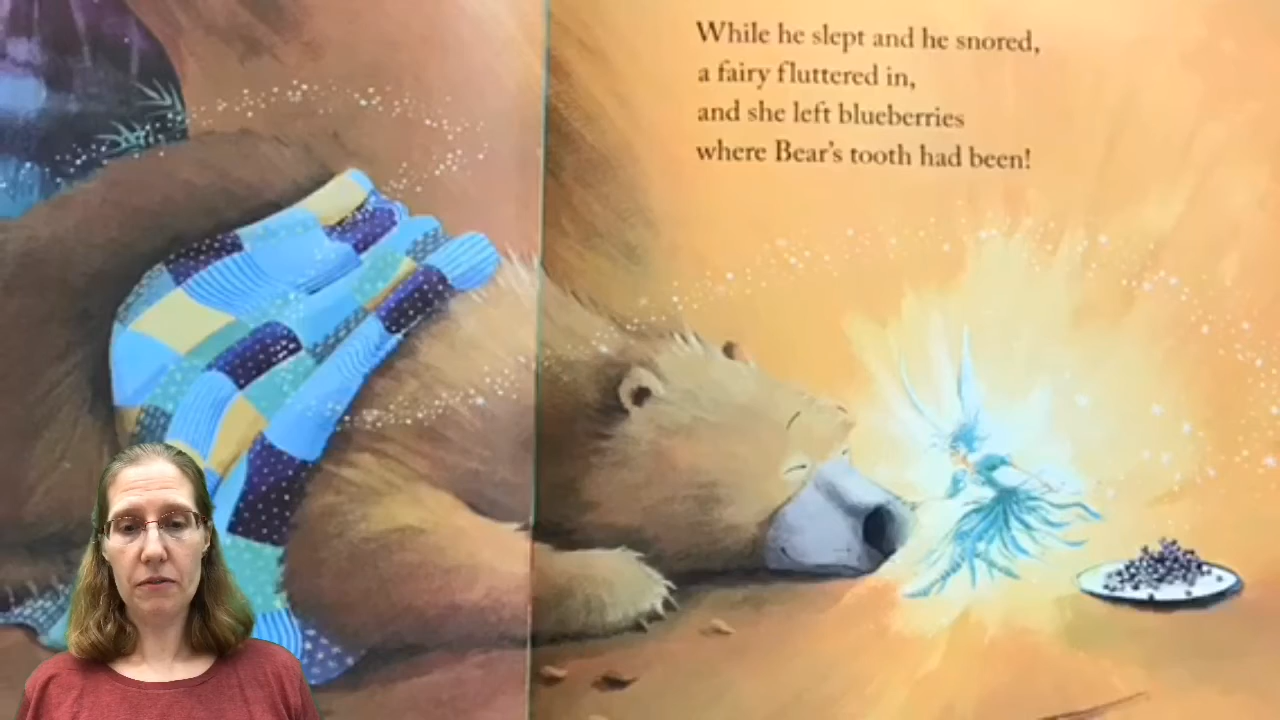 While he slept and he snored,
a fairy fluttered in,
and she left blueberries
where Bear's tooth had been!